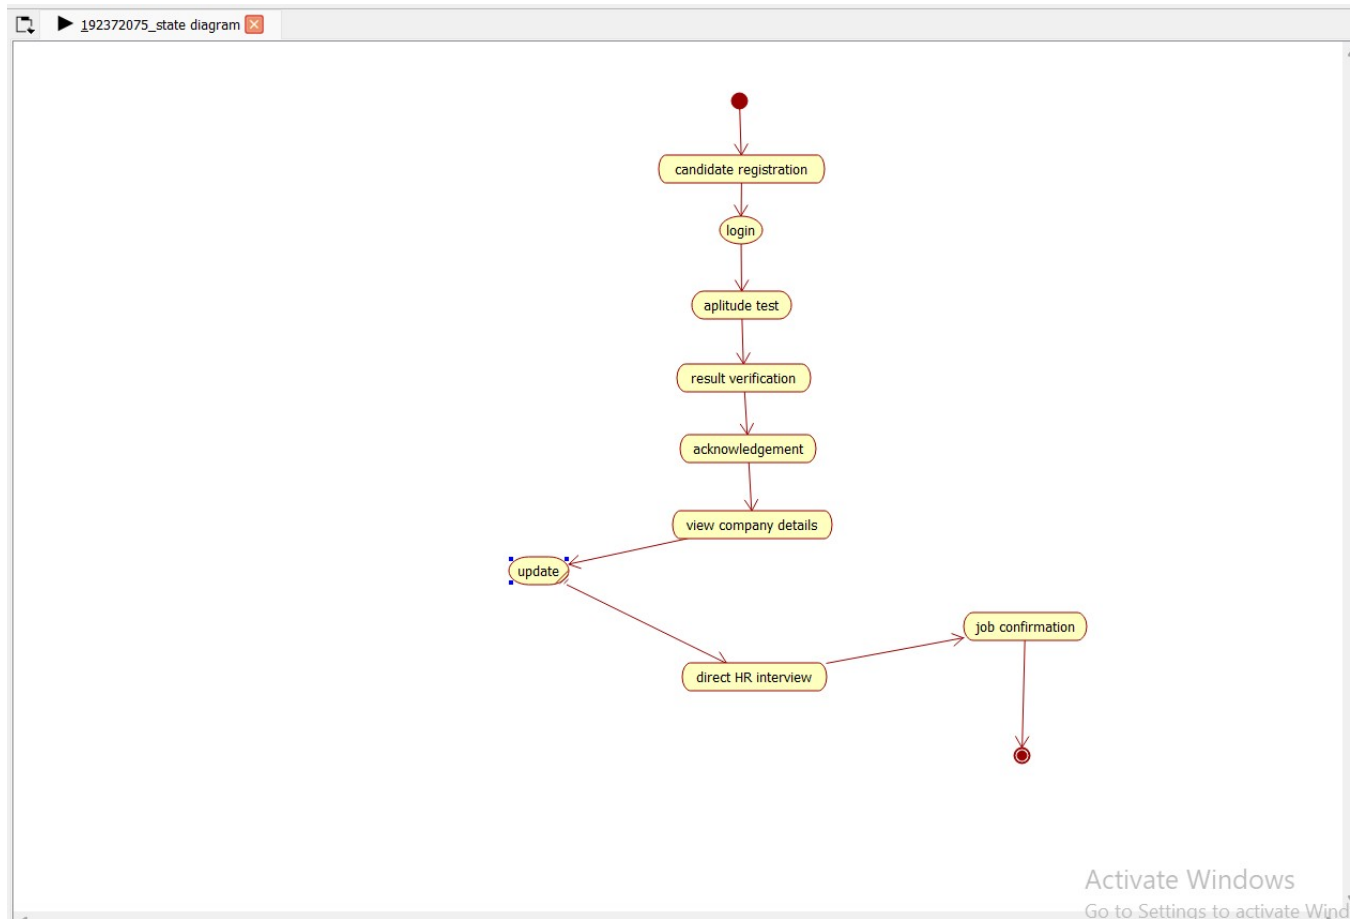 192372075_state diagram
candidate registration
login
aplitude test
result verification
acknowledgement
view company details
update
job confirmation
direct HR interview
Activate Windows
Go to Settings to activate Wind